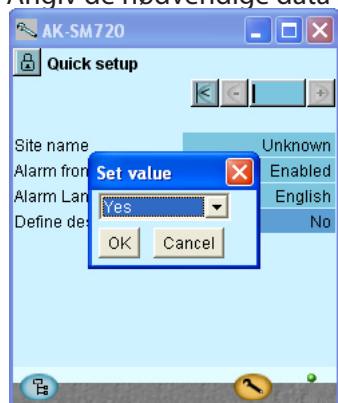 Angiv de nødvendige data
AK-SM720
Quick setup
Site name Unknown
Alarm fron Enabled
Alarm Lan English
Define de No
Set value
Yes
OK Cancel